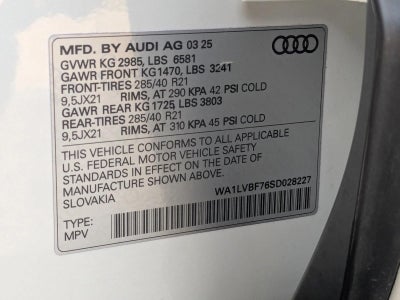 MFD. BY AUDI AG 03 25
GVWR KG 2985, LBS 6581
GAWR FRONT KG1470, LBS 3241
FRONT-TIRES 285/40 R21
9,5JX21 RIMS, AT 290 KPA 42 PSI COLD
GAWR REAR KG 1725, LBS 3803
REAR-TIRES 285/40 R21
9,5JX21 RIMS, AT 310 KPA 45 PSI COLD
THIS VEHICLE CONFORMS TO ALL APPLICABLE
U.S. FEDERAL MOTOR VEHICLE SAFETY
STANDARDS IN EFFECT ON THE DATE OF
MANUFACTURE SHOWN ABOVE.
SLOVAKIA
WA1LVBF76SD028227
TYPE:
MPV